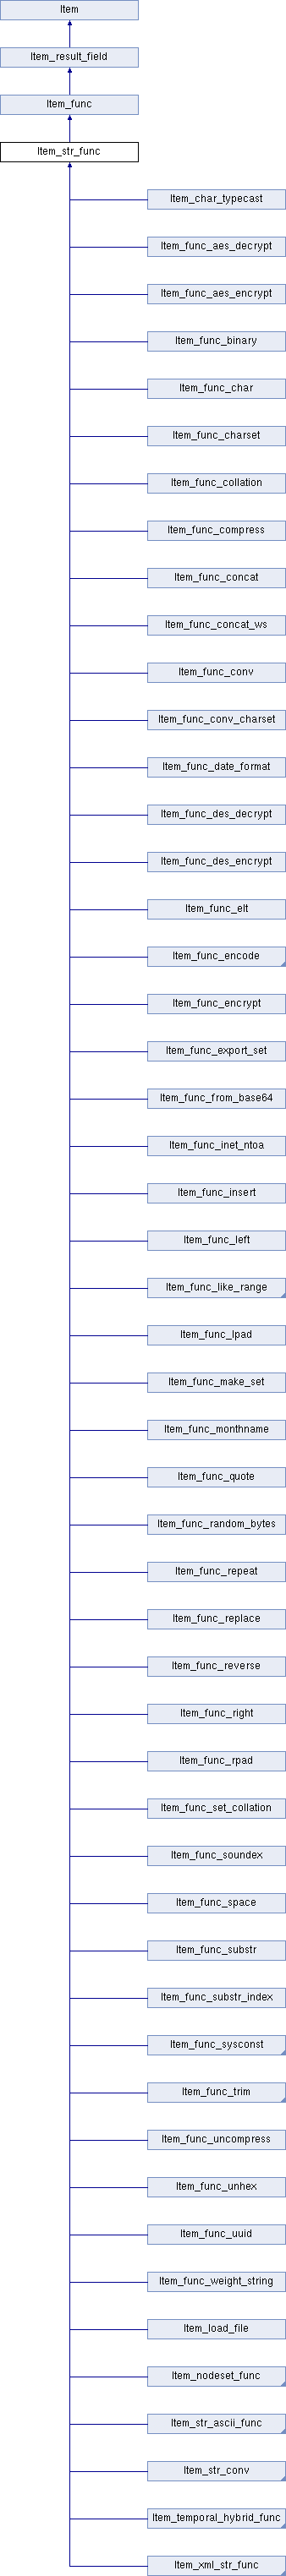 Item
Item_result_field
Item_func
Item_str_func
Item_char_typecast
Item_func_aes_decrypt
Item_func_aes_encrypt
Item_func_binary
Item_func_char
Item_func_charset
Item_func_collation
Item_func_compress
Item_func_concat
Item_func_concat_ws
Item_func_conv
Item_func_conv_charset
Item_func_date_format
Item_func_des_decrypt
Item_func_des_encrypt
Item_func_elt
Item_func_encode
Item_func_encrypt
Item_func_export_set
Item_func_from_base64
Item_func_inet_ntoa
Item_func_insert
Item_func_left
Item_func_like_range
Item_func_lpad
Item_func_make_set
Item_func_monthname
Item_func_quote
Item_func_random_bytes
Item_func_repeat
Item_func_replace
Item_func_reverse
Item_func_right
Item_func_rpad
Item_func_set_collation
Item_func_soundex
Item_func_space
Item_func_substr
Item_func_substr_index
Item_func_sysconst
Item_func_trim
Item_func_uncompress
Item_func_unhex
Item_func_uuid
Item_func_weight_string
Item_load_file
Item_nodeset_func
Item_str_ascii_func
Item_str_conv
Item_temporal_hybrid_func
Item_xml_str_func